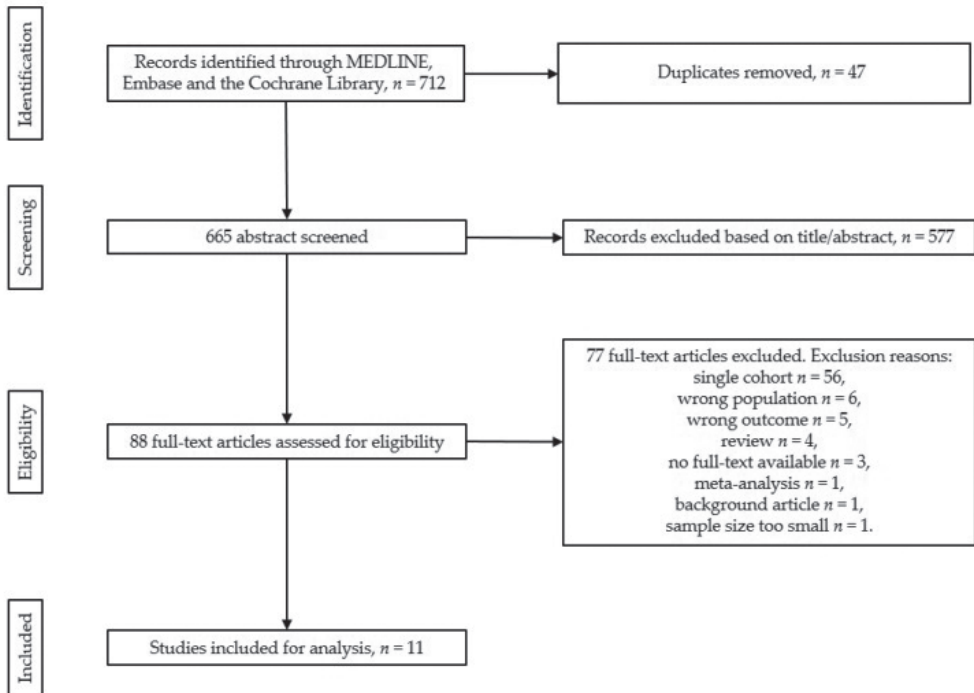 Identification
Records identified through MEDLINE,
Embase and the Cochrane Library, n = 712
Duplicates removed, n = 47
Screening
665 abstract screened
Records excluded based on title/abstract, n = 577
Eligibility
88 full-text articles assessed for eligibility
77 full-text articles excluded. Exclusion reasons:
single cohort n = 56,
wrong population n = 6,
wrong outcome n = 5,
review n = 4,
no full-text available n = 3,
meta-analysis n = 1,
background article n = 1,
sample size too small n = 1.
Included
Studies included for analysis, n = 11